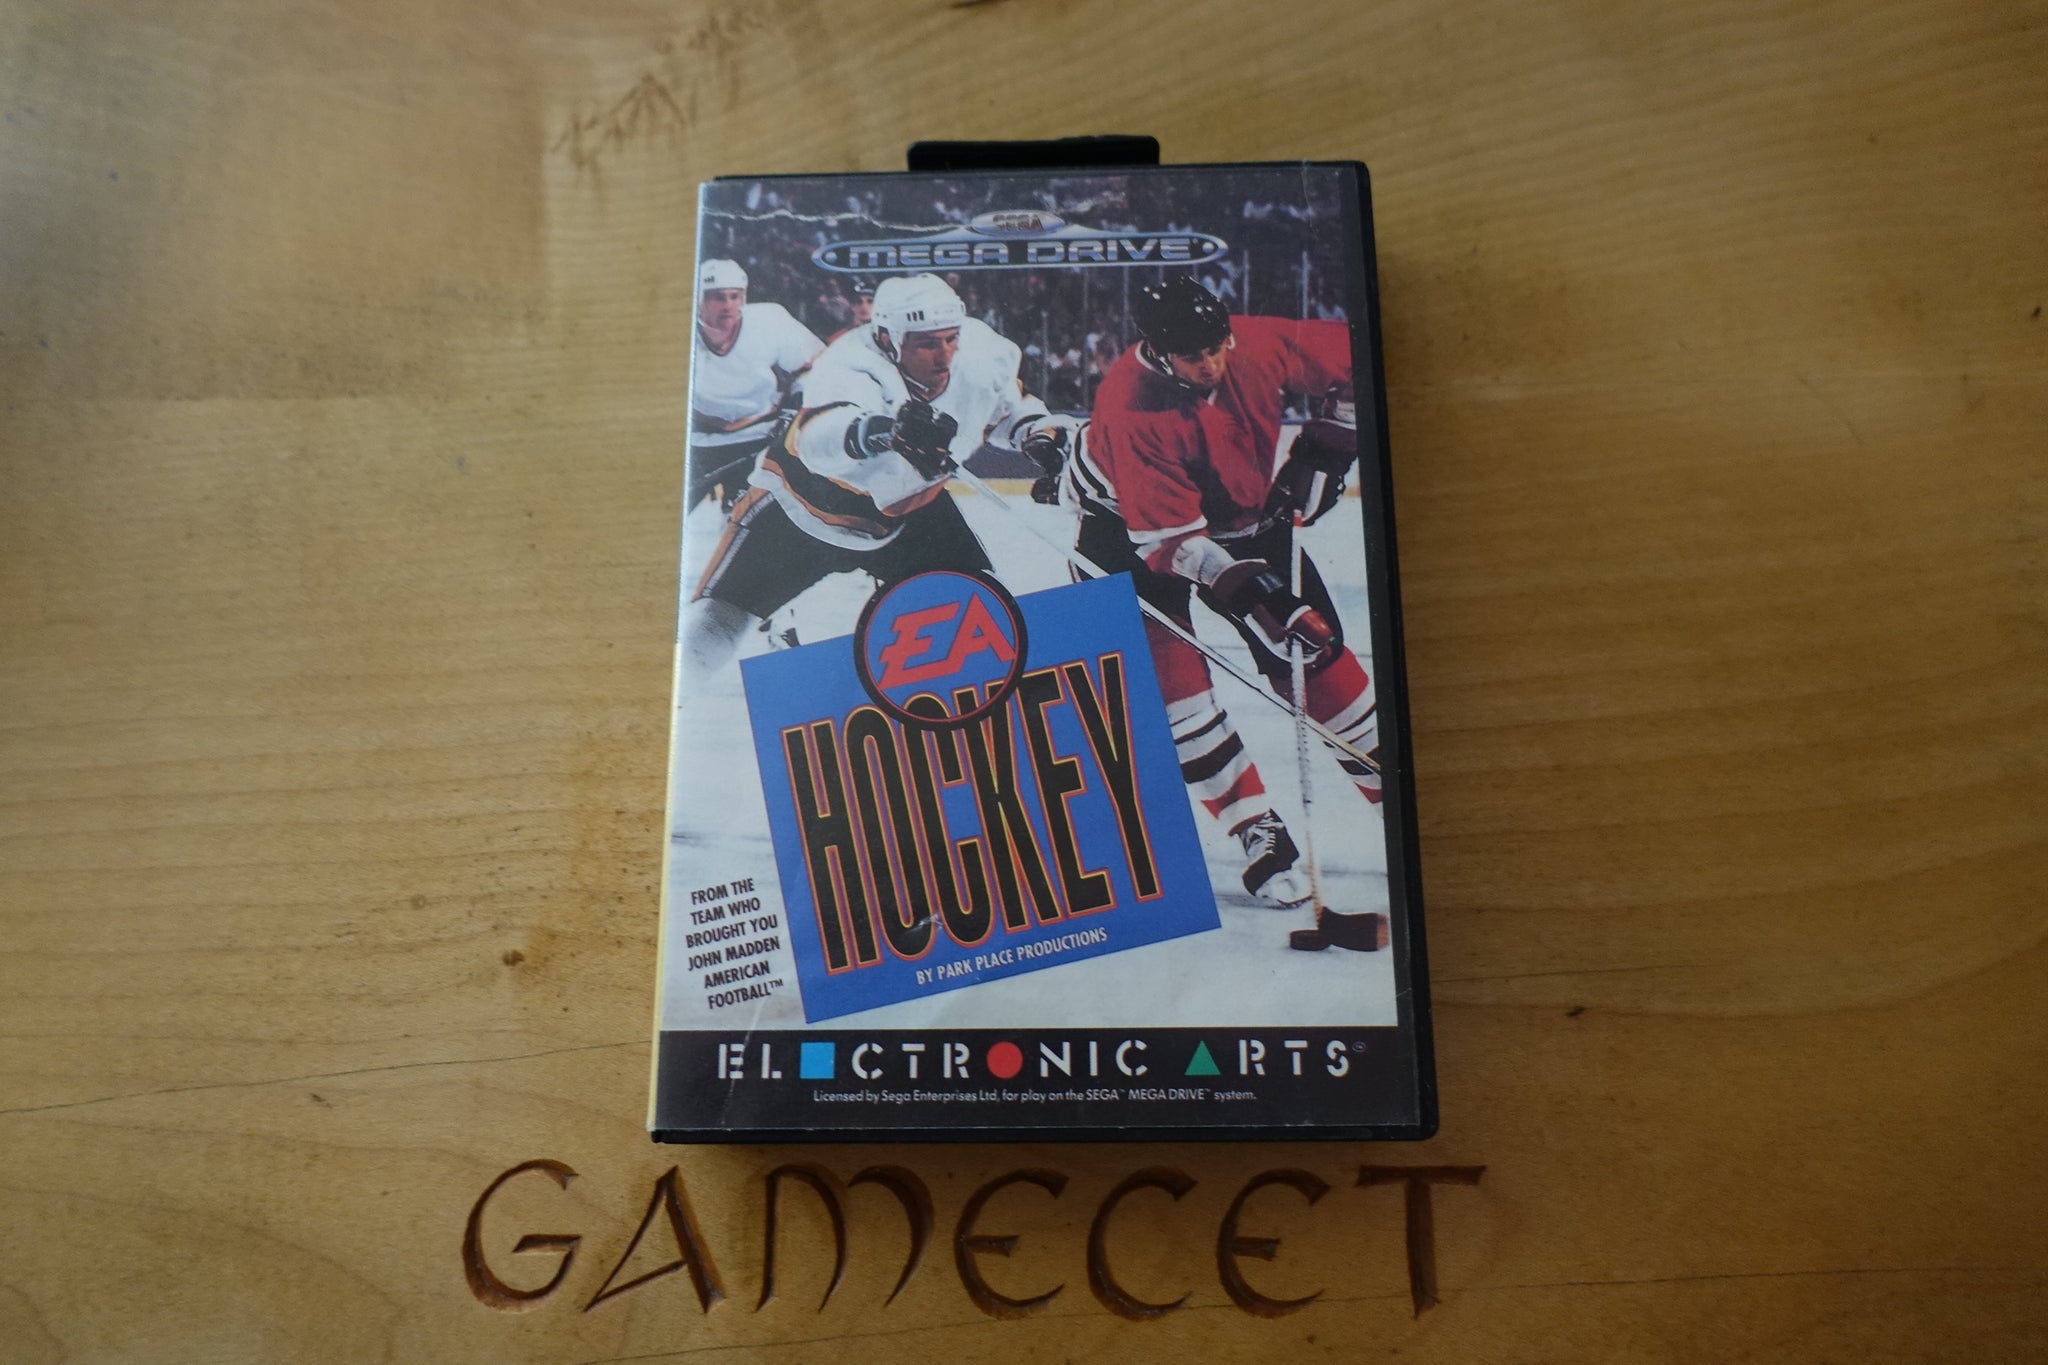 SEGA
MEGA DRIVE
EA
HOCKEY
BY PARK PLACE PRODUCTIONS
FROM THE
TEAM WHO
BROUGHT YOU
JOHN MADDEN
AMERICAN
FOOTBALL™
ELECTRONIC ARTS
Licensed by Sega Enterprises Ltd, for play on the SEGA™ MEGA DRIVE™ system.
GAMECET